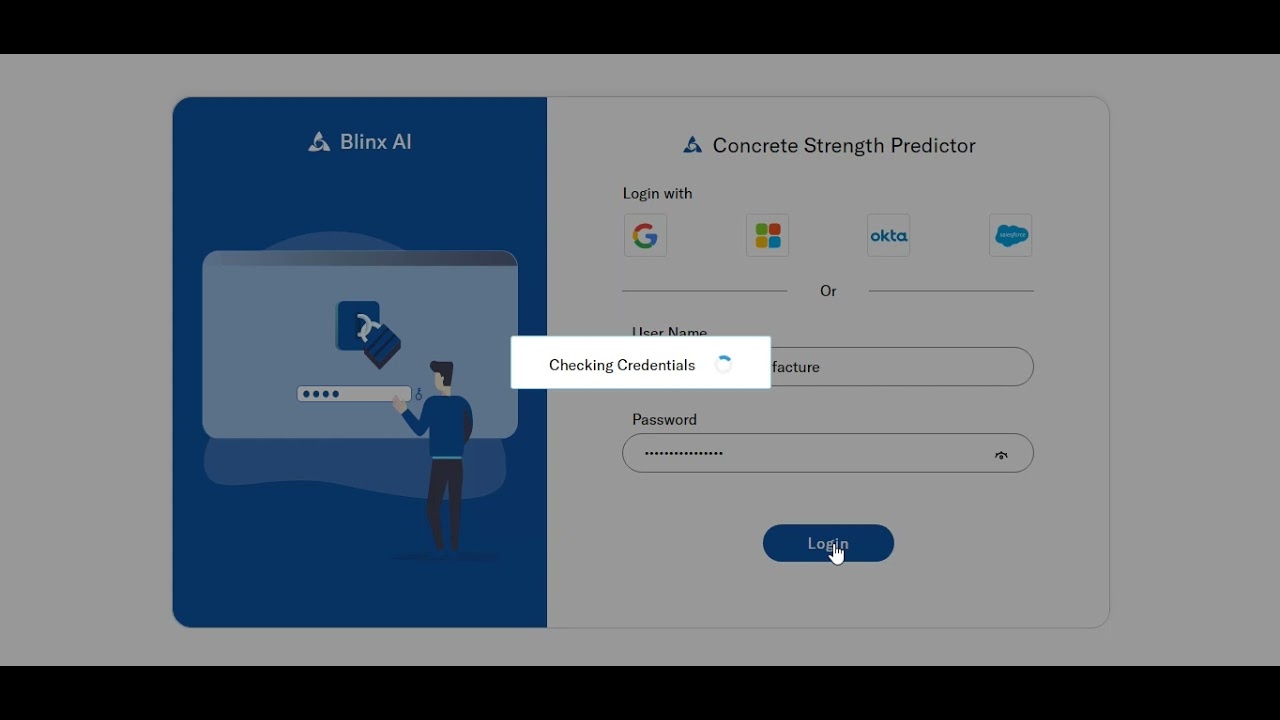 Blinx AI
Concrete Strength Predictor
Login with
okta
salesforce
Or
User Name
Checking Credentials
facture
Password
Login